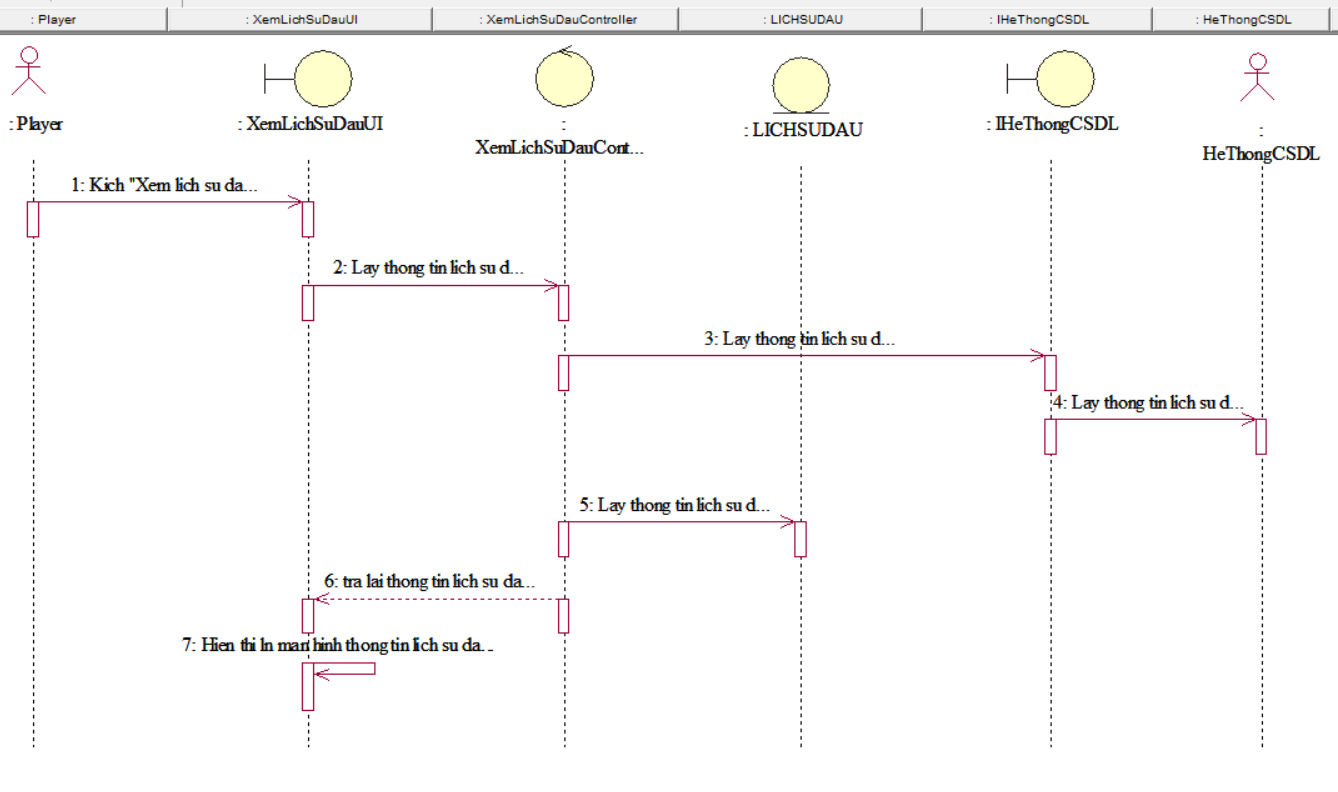 : Player
: XemLichSuDauUI
: XemLichSuDauController
: LICHSUDAU
: IHeThongCSDL
: HeThongCSDL
: Player
: XemLichSuDauUI
:
XemLichSuDauCont...
: LICHSUDAU
: IHeThongCSDL
:
HeThongCSDL
1: Kich "Xem lich su da...
2: Lay thong tin lich su d...
3: Lay thong tin lich su d...
4: Lay thong tin lich su d...
5: Lay thong tin lich su d...
6: tra lai thong tin lich su da...
7: Hien thi ln man hinh thong tin lich su da...